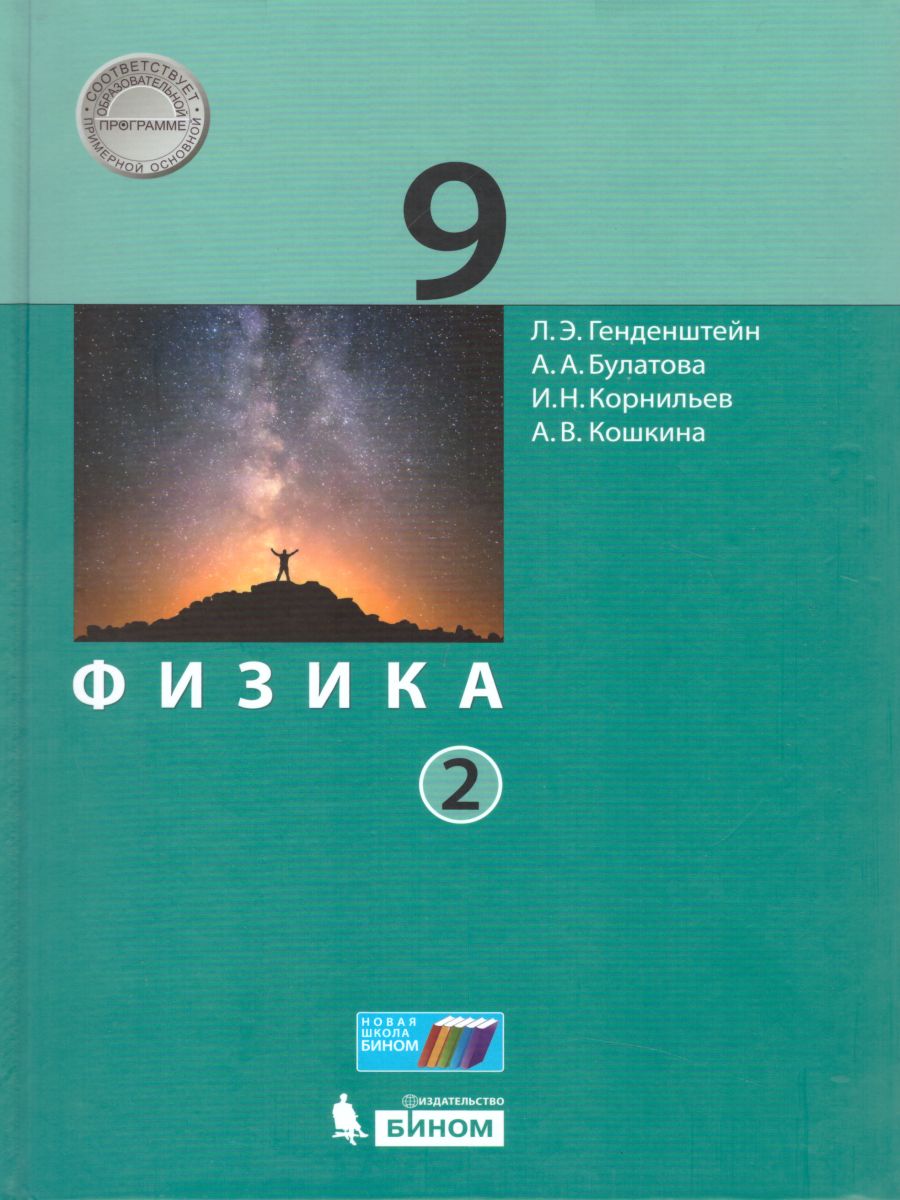 СООТВЕТСТВУЕТ
ПРИМЕРНОЙ ОСНОВНОЙ
ОБРАЗОВАТЕЛЬНОЙ
ПРОГРАММЕ
9
Л. Э. Генденштейн
А. А. Булатова
И. Н. Корнильев
А. В. Кошкина
ФИЗИКА
2
НОВАЯ
ШКОЛА
БИНОМ
ИЗДАТЕЛЬСТВО
БИНОМ